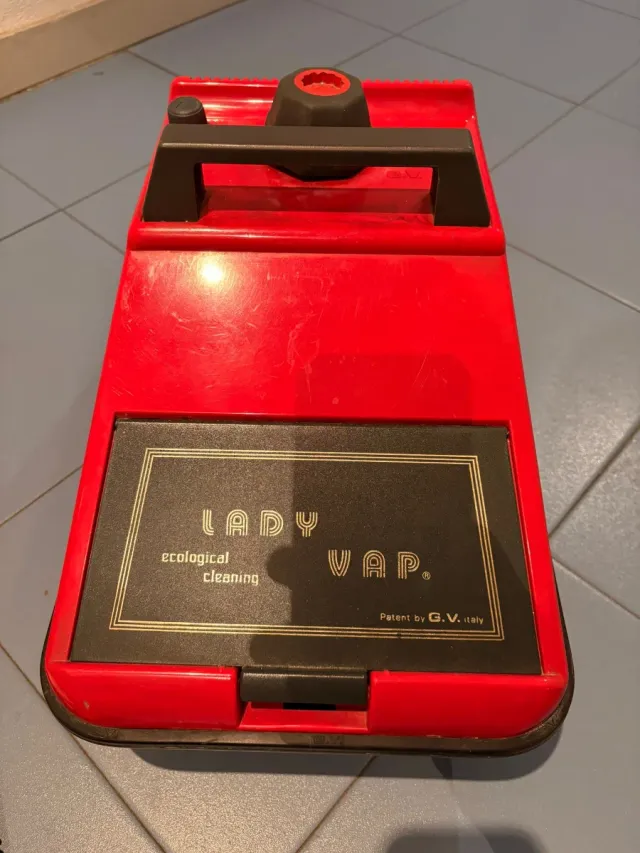 LADY
ecological
cleaning
VAP®
Patent by G.V. italy